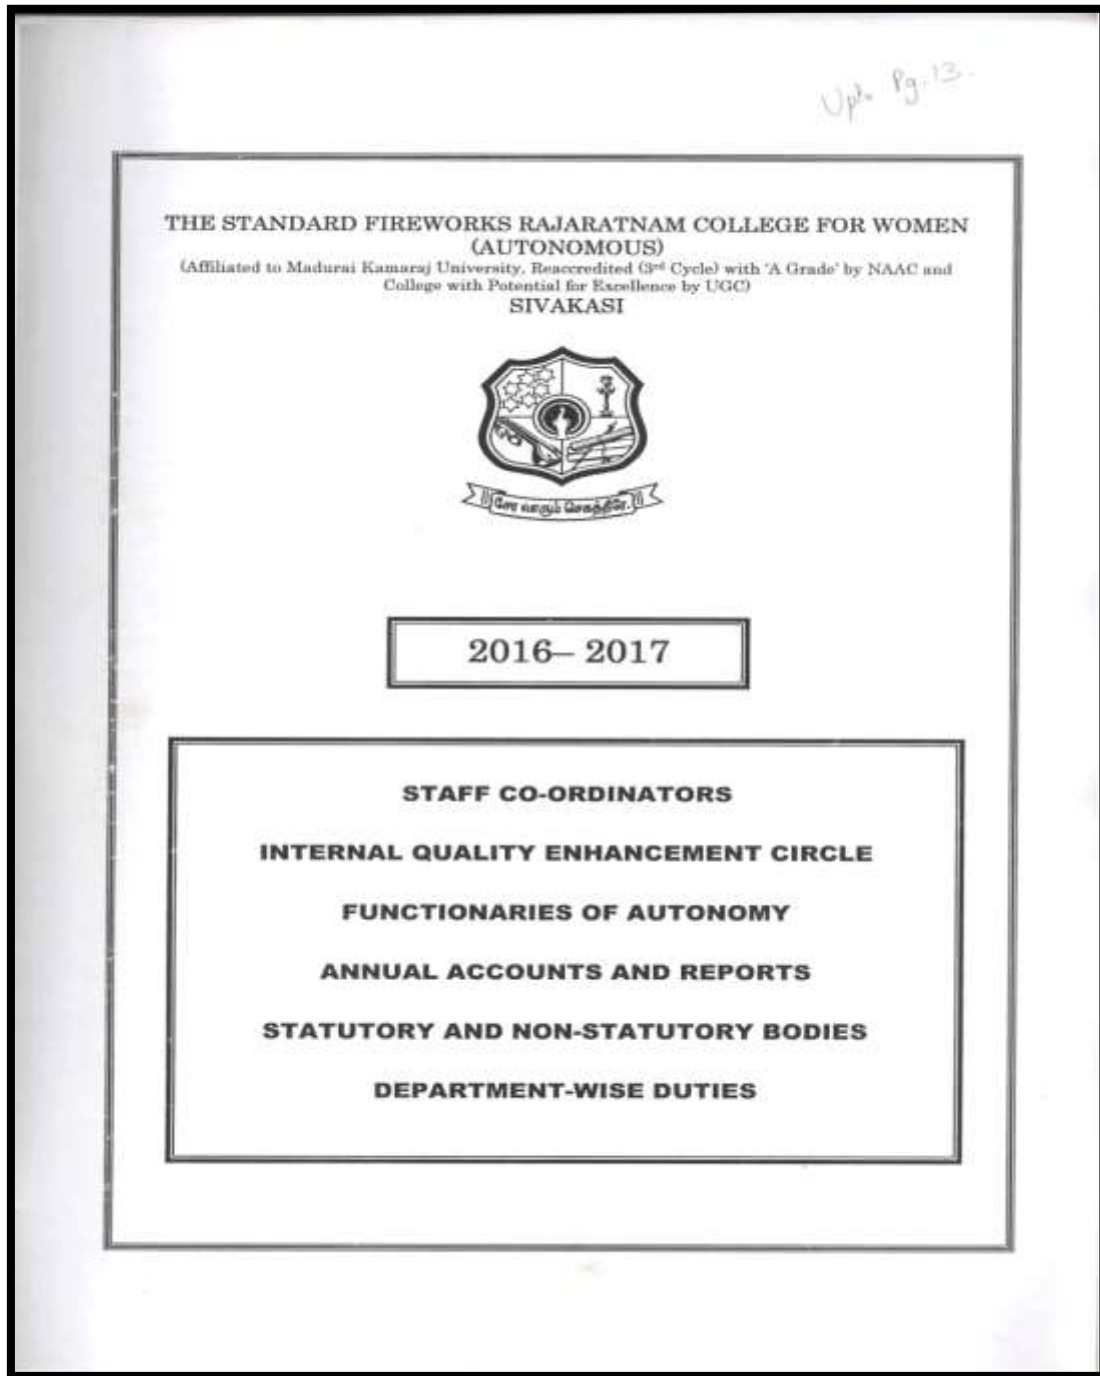 Upto Pg. 13.
THE STANDARD FIREWORKS RAJARATNAM COLLEGE FOR WOMEN
(AUTONOMOUS)
(Affiliated to Madurai Kamaraj University, Reaccredited (3rd Cycle) with 'A Grade' by NAAC and
College with Potential for Excellence by UGC)
SIVAKASI
சேர வாரும் செகத்தீரே.
2016– 2017
STAFF CO-ORDINATORS
INTERNAL QUALITY ENHANCEMENT CIRCLE
FUNCTIONARIES OF AUTONOMY
ANNUAL ACCOUNTS AND REPORTS
STATUTORY AND NON-STATUTORY BODIES
DEPARTMENT-WISE DUTIES